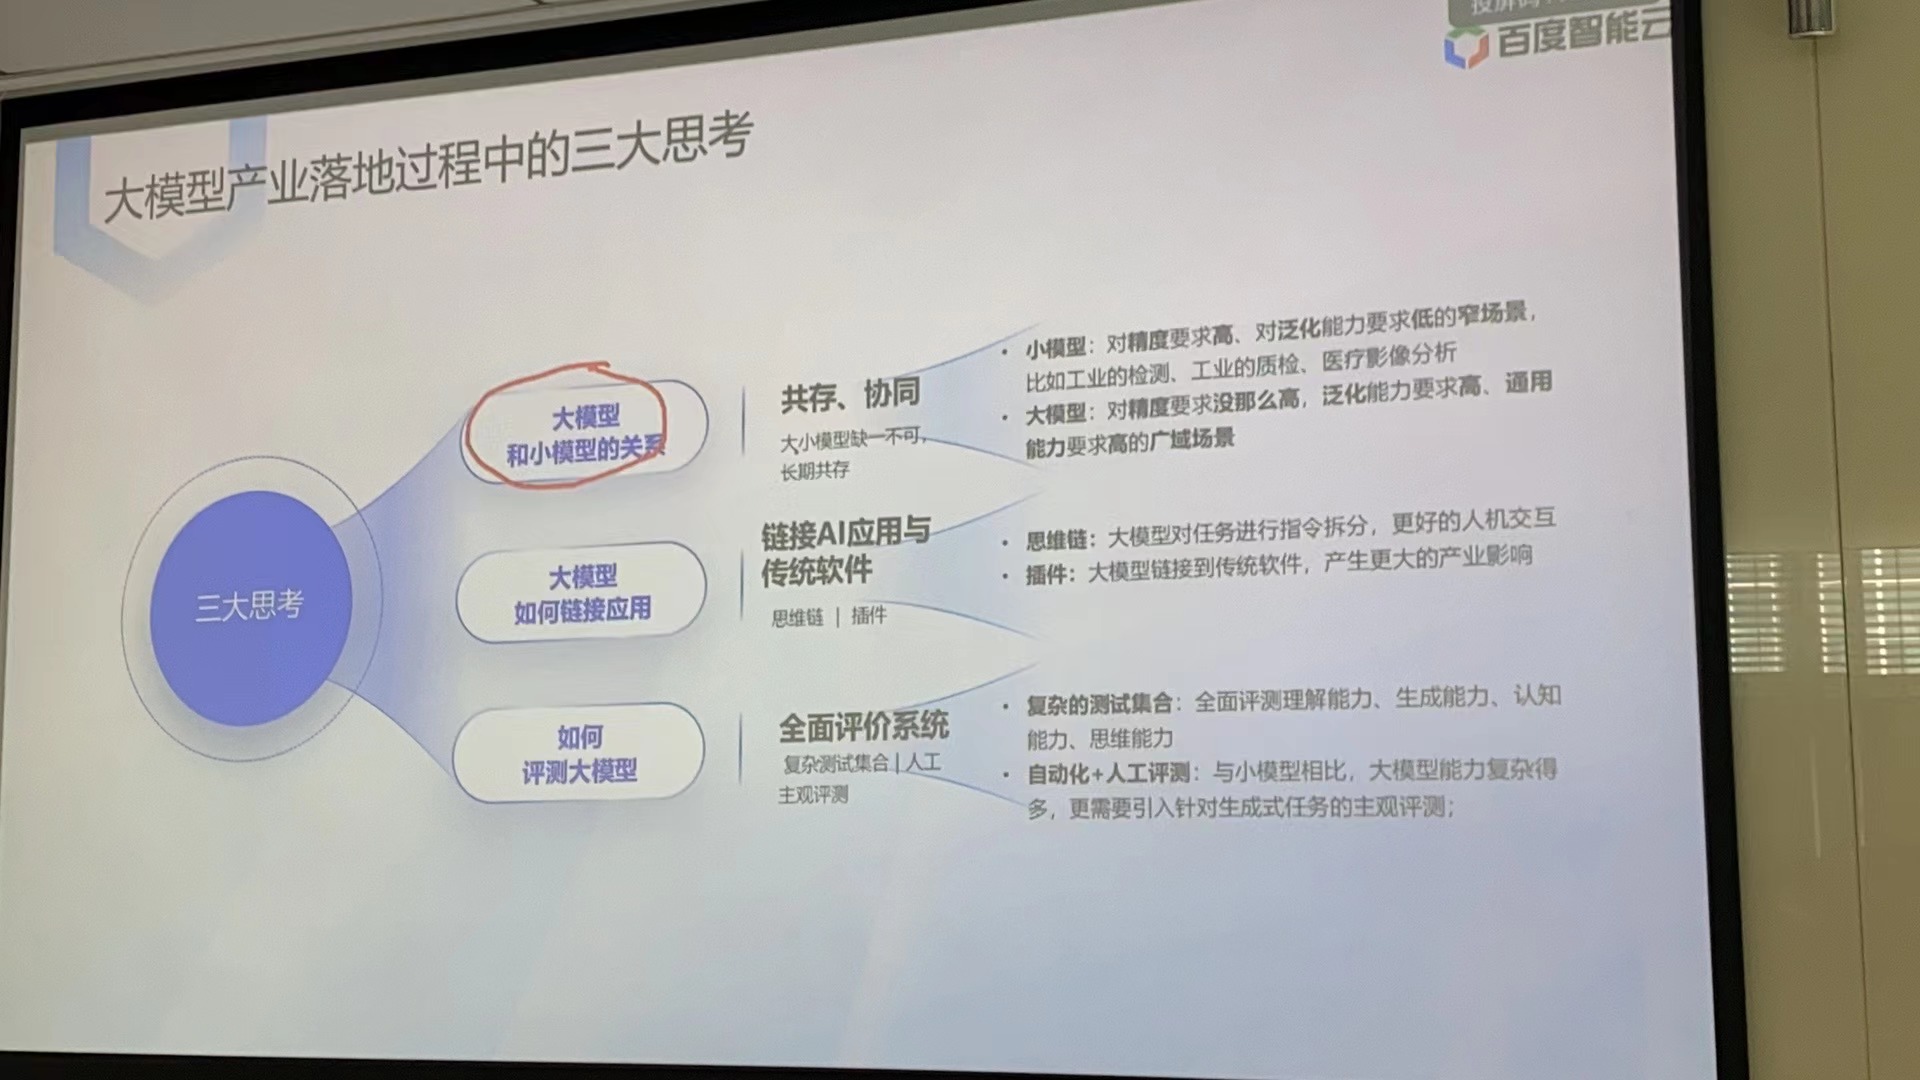 百度智能云
大模型产业落地过程中的三大思考
三大思考
大模型
和小模型的关系
共存、协同
大小模型缺一不可,
长期共存
• 小模型：对精度要求高、对泛化能力要求低的窄场景，
比如工业的检测、工业的质检、医疗影像分析
• 大模型：对精度要求没那么高，泛化能力要求高、通用
能力要求高的广域场景
大模型
如何链接应用
链接AI应用与
传统软件
思维链 | 插件
• 思维链：大模型对任务进行指令拆分，更好的人机交互
• 插件：大模型链接到传统软件，产生更大的产业影响
如何
评测大模型
全面评价系统
复杂测试集合 | 人工
主观评测
• 复杂的测试集合：全面评测理解能力、生成能力、认知
能力、思维能力
• 自动化+人工评测：与小模型相比，大模型能力复杂得
多，更需要引入针对生成式任务的主观评测；